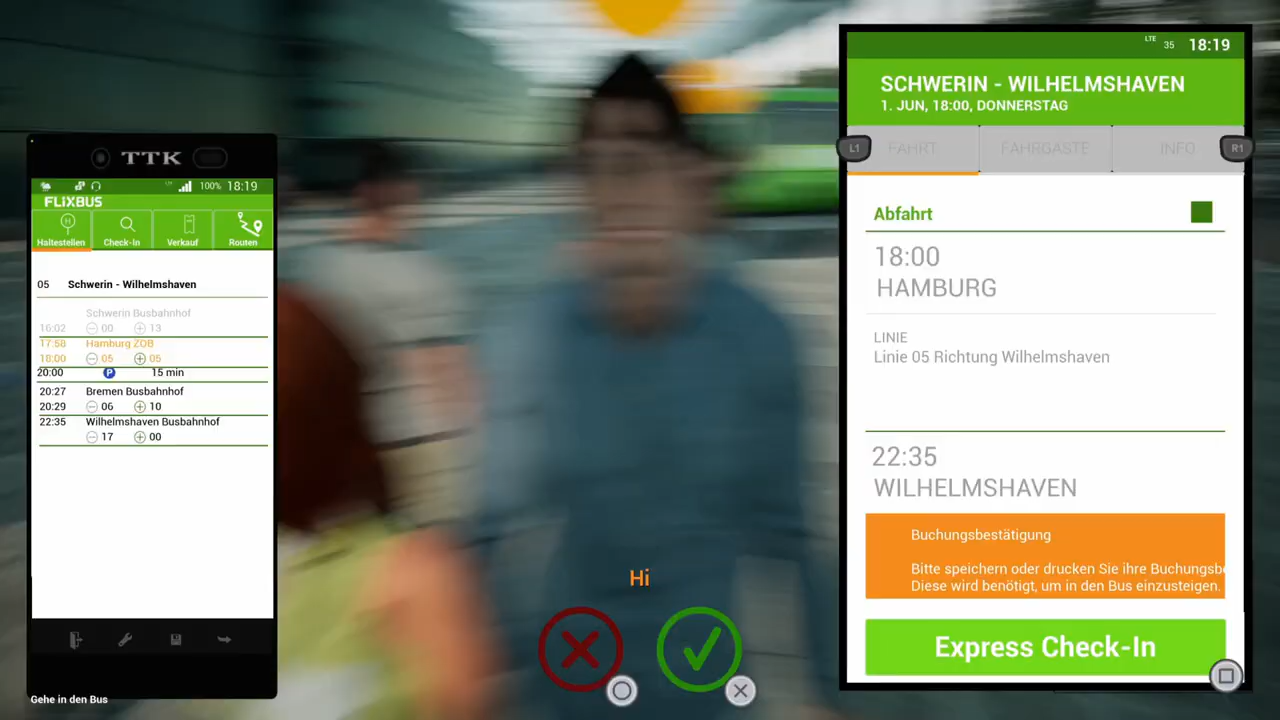 TTK
100% 18:19
FLiXBUS
Haltestellen Check-In Verkauf Routen
05 Schwerin - Wilhelmshaven
Schwerin Busbahnhof
16:02 00 13
17:58 Hamburg ZOB
18:00 05 05
20:00 P 15 min
20:27 Bremen Busbahnhof
20:29 06 10
22:35 Wilhelmshaven Busbahnhof
17 00
Gehe in den Bus
Hi
LTE 35 18:19
SCHWERIN - WILHELMSHAVEN
1. JUN, 18:00, DONNERSTAG
L1 FAHRT FAHRGÄSTE INFO R1
Abfahrt
18:00
HAMBURG
LINIE
Linie 05 Richtung Wilhelmshaven
22:35
WILHELMSHAVEN
Buchungsbestätigung
Bitte speichern oder drucken Sie ihre Buchungsbe
Diese wird benötigt, um in den Bus einzusteigen.
Express Check-In